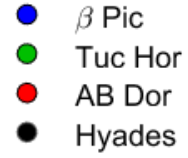 β Pic
Tuc Hor
AB Dor
Hyades